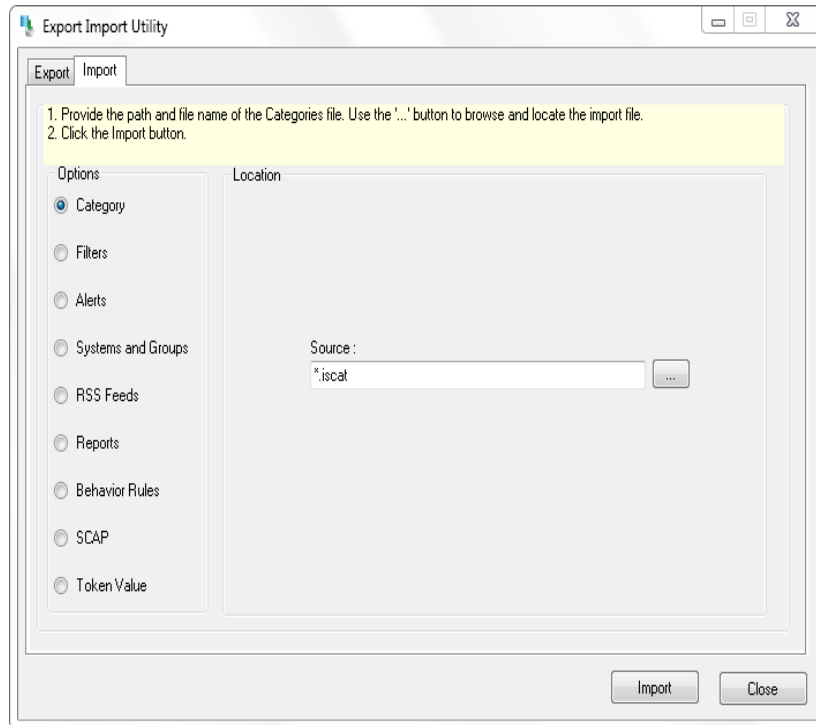 Export Import Utility
Export
Import
1. Provide the path and file name of the Categories file. Use the '...' button to browse and locate the import file.
2. Click the Import button.
Options
Location
Category
Filters
Alerts
Systems and Groups
RSS Feeds
Reports
Behavior Rules
SCAP
Token Value
Source :
*.iscat
...
Import
Close